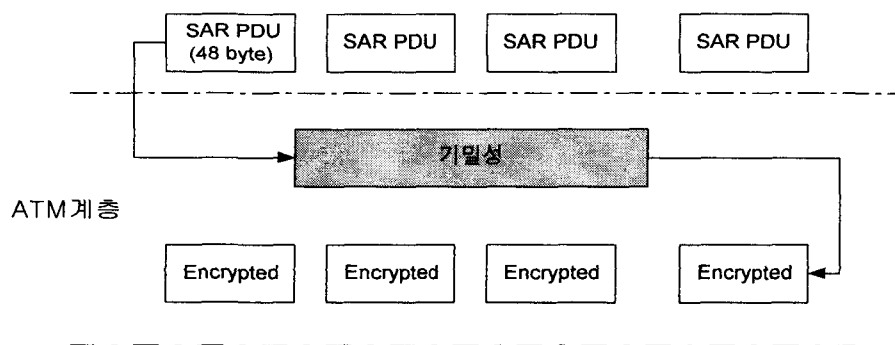 SAR PDU
(48 byte)
SAR PDU
SAR PDU
SAR PDU
기밀성
ATM계층
Encrypted
Encrypted
Encrypted
Encrypted